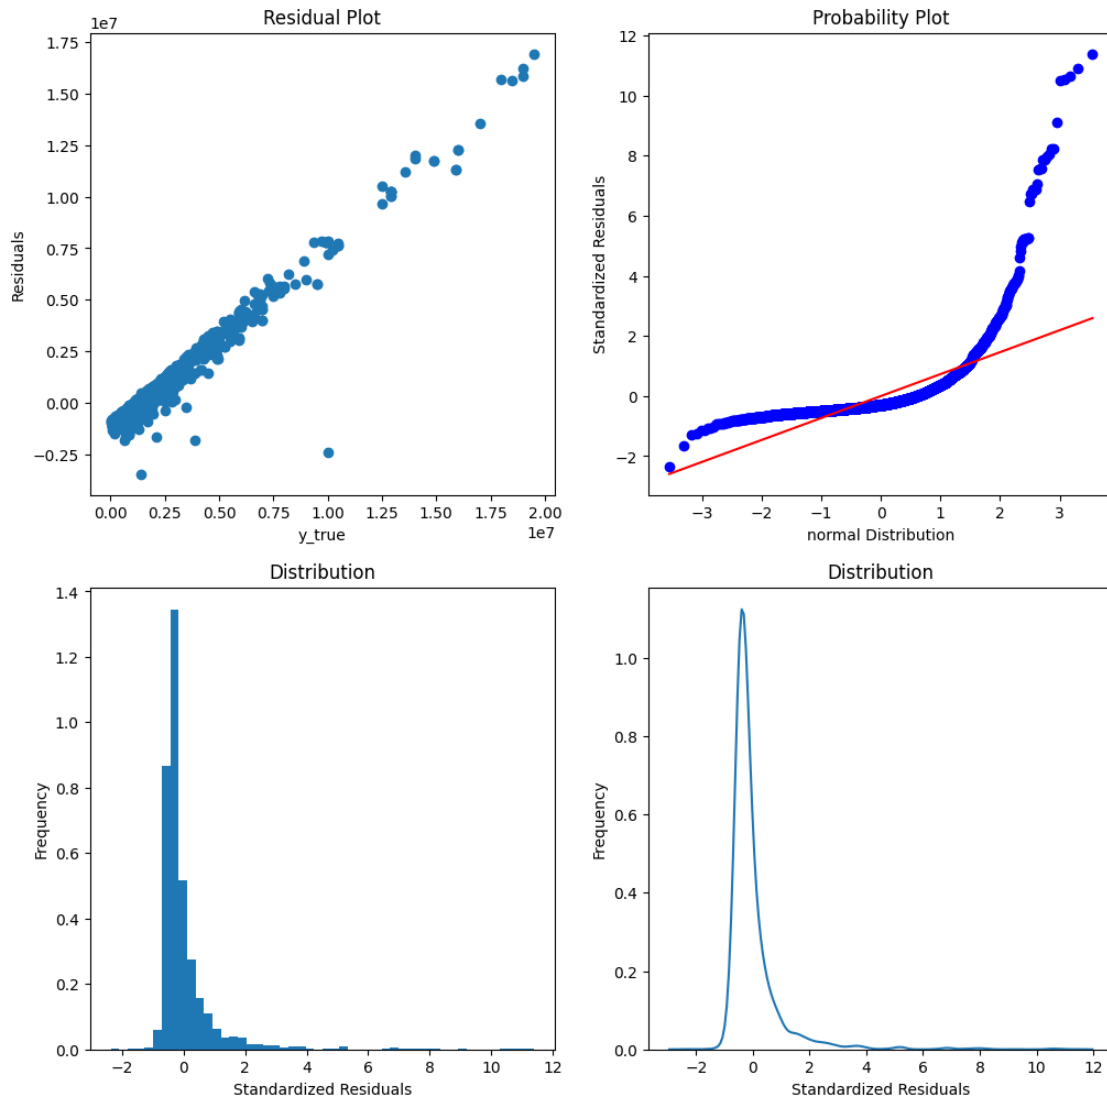 Residual Plot
1e7
1.75
1.50
1.25
1.00
0.75
0.50
0.25
0.00
−0.25
Residuals
0.00 0.25 0.50 0.75 1.00 1.25 1.50 1.75 2.00
y_true
1e7
Probability Plot
12
10
8
6
4
2
0
−2
Standardized Residuals
−3 −2 −1 0 1 2 3
normal Distribution
Distribution
1.4
1.2
1.0
0.8
0.6
0.4
0.2
0.0
Frequency
−2 0 2 4 6 8 10 12
Standardized Residuals
Distribution
1.0
0.8
0.6
0.4
0.2
0.0
Frequency
−2 0 2 4 6 8 10 12
Standardized Residuals